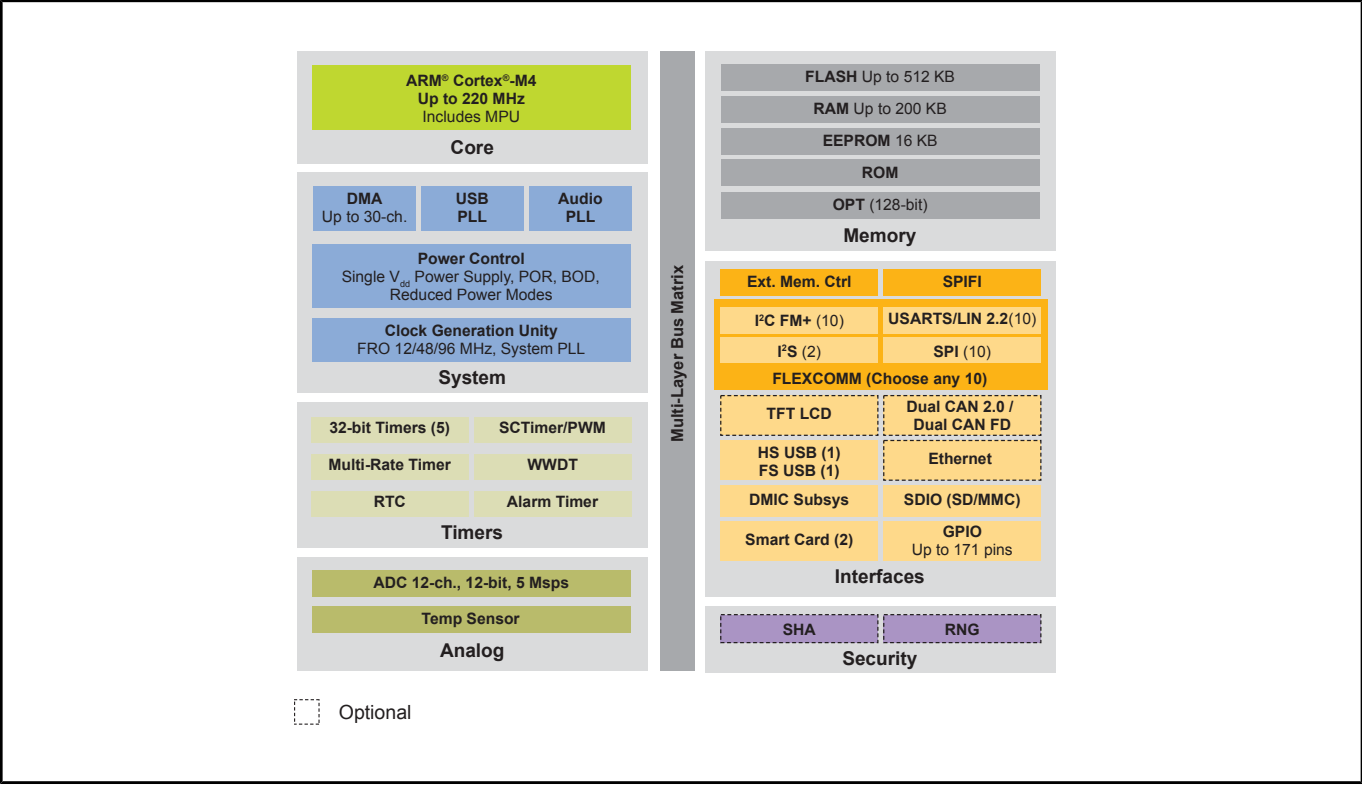 ARM® Cortex®-M4
Up to 220 MHz
Includes MPU
Core
DMA
Up to 30-ch.
USB
PLL
Audio
PLL
Power Control
Single Vdd Power Supply, POR, BOD,
Reduced Power Modes
Clock Generation Unity
FRO 12/48/96 MHz, System PLL
System
32-bit Timers (5)
SCTimer/PWM
Multi-Rate Timer
WWDT
RTC
Alarm Timer
Timers
ADC 12-ch., 12-bit, 5 Msps
Temp Sensor
Analog
Multi-Layer Bus Matrix
FLASH Up to 512 KB
RAM Up to 200 KB
EEPROM 16 KB
ROM
OPT (128-bit)
Memory
Ext. Mem. Ctrl
SPIFI
I²C FM+ (10)
USARTS/LIN 2.2(10)
I²S (2)
SPI (10)
FLEXCOMM (Choose any 10)
TFT LCD
Dual CAN 2.0 /
Dual CAN FD
HS USB (1)
FS USB (1)
Ethernet
DMIC Subsys
SDIO (SD/MMC)
Smart Card (2)
GPIO
Up to 171 pins
Interfaces
SHA
RNG
Security
Optional